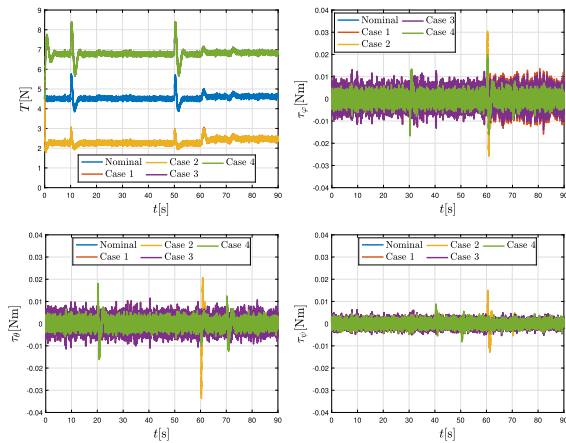 9
8
7
6
5
4
3
2
1
0
T[N]
Nominal Case 2 Case 4
Case 1 Case 3
0 10 20 30 40 50 60 70 80 90
t[s]
0.04
0.03
0.02
0.01
0
-0.01
-0.02
-0.03
-0.04
τφ[Nm]
Nominal Case 3
Case 1 Case 4
Case 2
0 10 20 30 40 50 60 70 80 90
t[s]
0.04
0.03
0.02
0.01
0
-0.01
-0.02
-0.03
-0.04
τθ[Nm]
Nominal Case 2 Case 4
Case 1 Case 3
0 10 20 30 40 50 60 70 80 90
t[s]
0.04
0.03
0.02
0.01
0
-0.01
-0.02
-0.03
-0.04
τψ[Nm]
Nominal Case 2 Case 4
Case 1 Case 3
0 10 20 30 40 50 60 70 80 90
t[s]